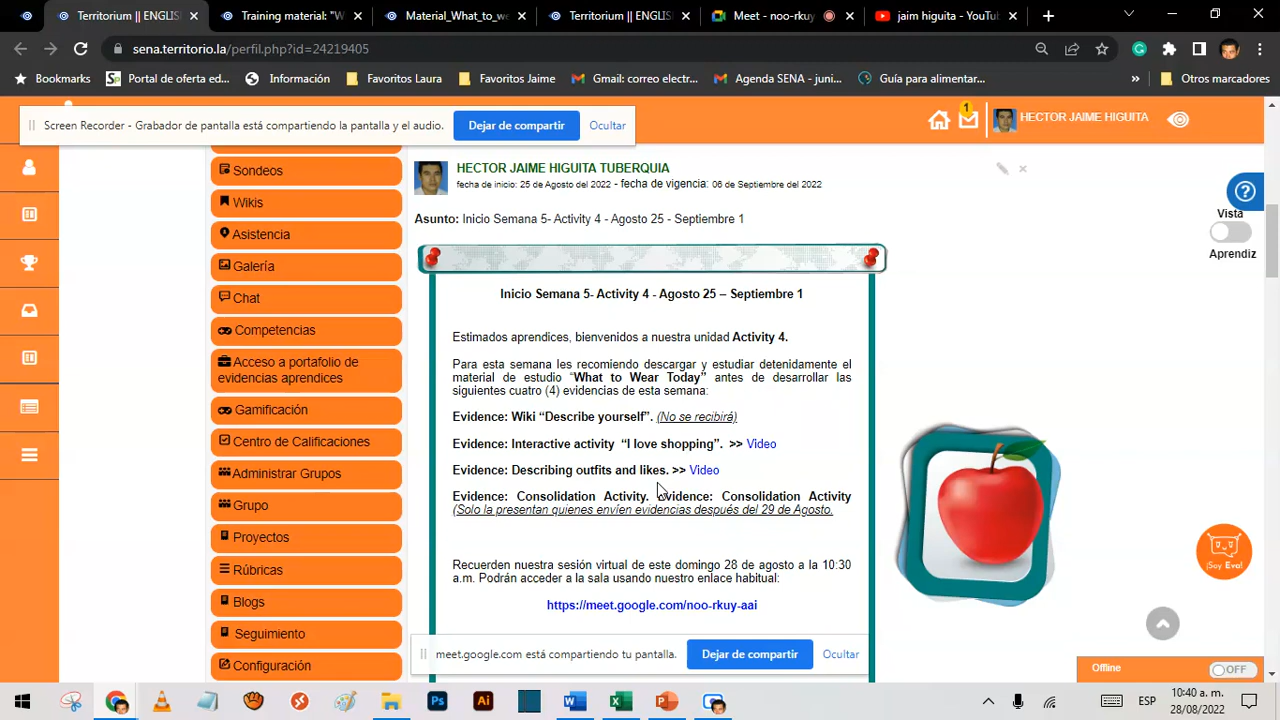 Territorium || ENGLIS
Training material: "W
Material_What_to_we
Territorium || ENGLIS
Meet - noo-rkuy
jaim higuita - YouTu
sena.territorio.la/perfil.php?id=24219405
Bookmarks
Portal de oferta ed...
Información
Favoritos Laura
Favoritos Jaime
Gmail: correo electr...
Agenda SENA - juni...
Guía para actividad...
»
Otros marcadores
Screen Recorder - Grabador de pantalla está compartiendo la pantalla y el audio.
Dejar de compartir
Ocultar
1
HECTOR JAIME HIGUITA
Sondeos
Wikis
Asistencia
Galería
Chat
Competencias
Acceso a portafolio de
evidencias aprendices
Gamificación
Centro de Calificaciones
Administrar Grupos
Grupo
Proyectos
Rúbricas
Blogs
Seguimiento
Configuración
HECTOR JAIME HIGUITA TUBERQUIA
fecha de inicio: 25 de Agosto del 2022 - fecha de vigencia: 06 de Septiembre del 2022
Asunto: Inicio Semana 5- Activity 4 - Agosto 25 - Septiembre 1
Inicio Semana 5- Activity 4 - Agosto 25 – Septiembre 1
Estimados aprendices, bienvenidos a nuestra unidad Activity 4.
Para esta semana les recomiendo descargar y estudiar detenidamente el
material de estudio "What to Wear Today" antes de desarrollar las
siguientes cuatro (4) evidencias de esta semana:
Evidence: Wiki "Describe yourself". (No se recibirá)
Evidence: Interactive activity "I love shopping". >> Video
Evidence: Describing outfits and likes. >> Video
Evidence: Consolidation Activity Evidence: Consolidation Activity
(Solo la presentan quienes envíen evidencias después del 29 de Agosto.
Recuerden nuestra sesión virtual de este domingo 28 de agosto a la 10:30
a.m. Podrán acceder a la sala usando nuestro enlace habitual:
https://meet.google.com/noo-rkuy-aai
meet.google.com está compartiendo tu pantalla.
Dejar de compartir
Ocultar
?
Vista
Aprendiz
¡Soy Eva!
Offline
OFF
Ps
Ai
ESP
10:40 a. m.
28/08/2022